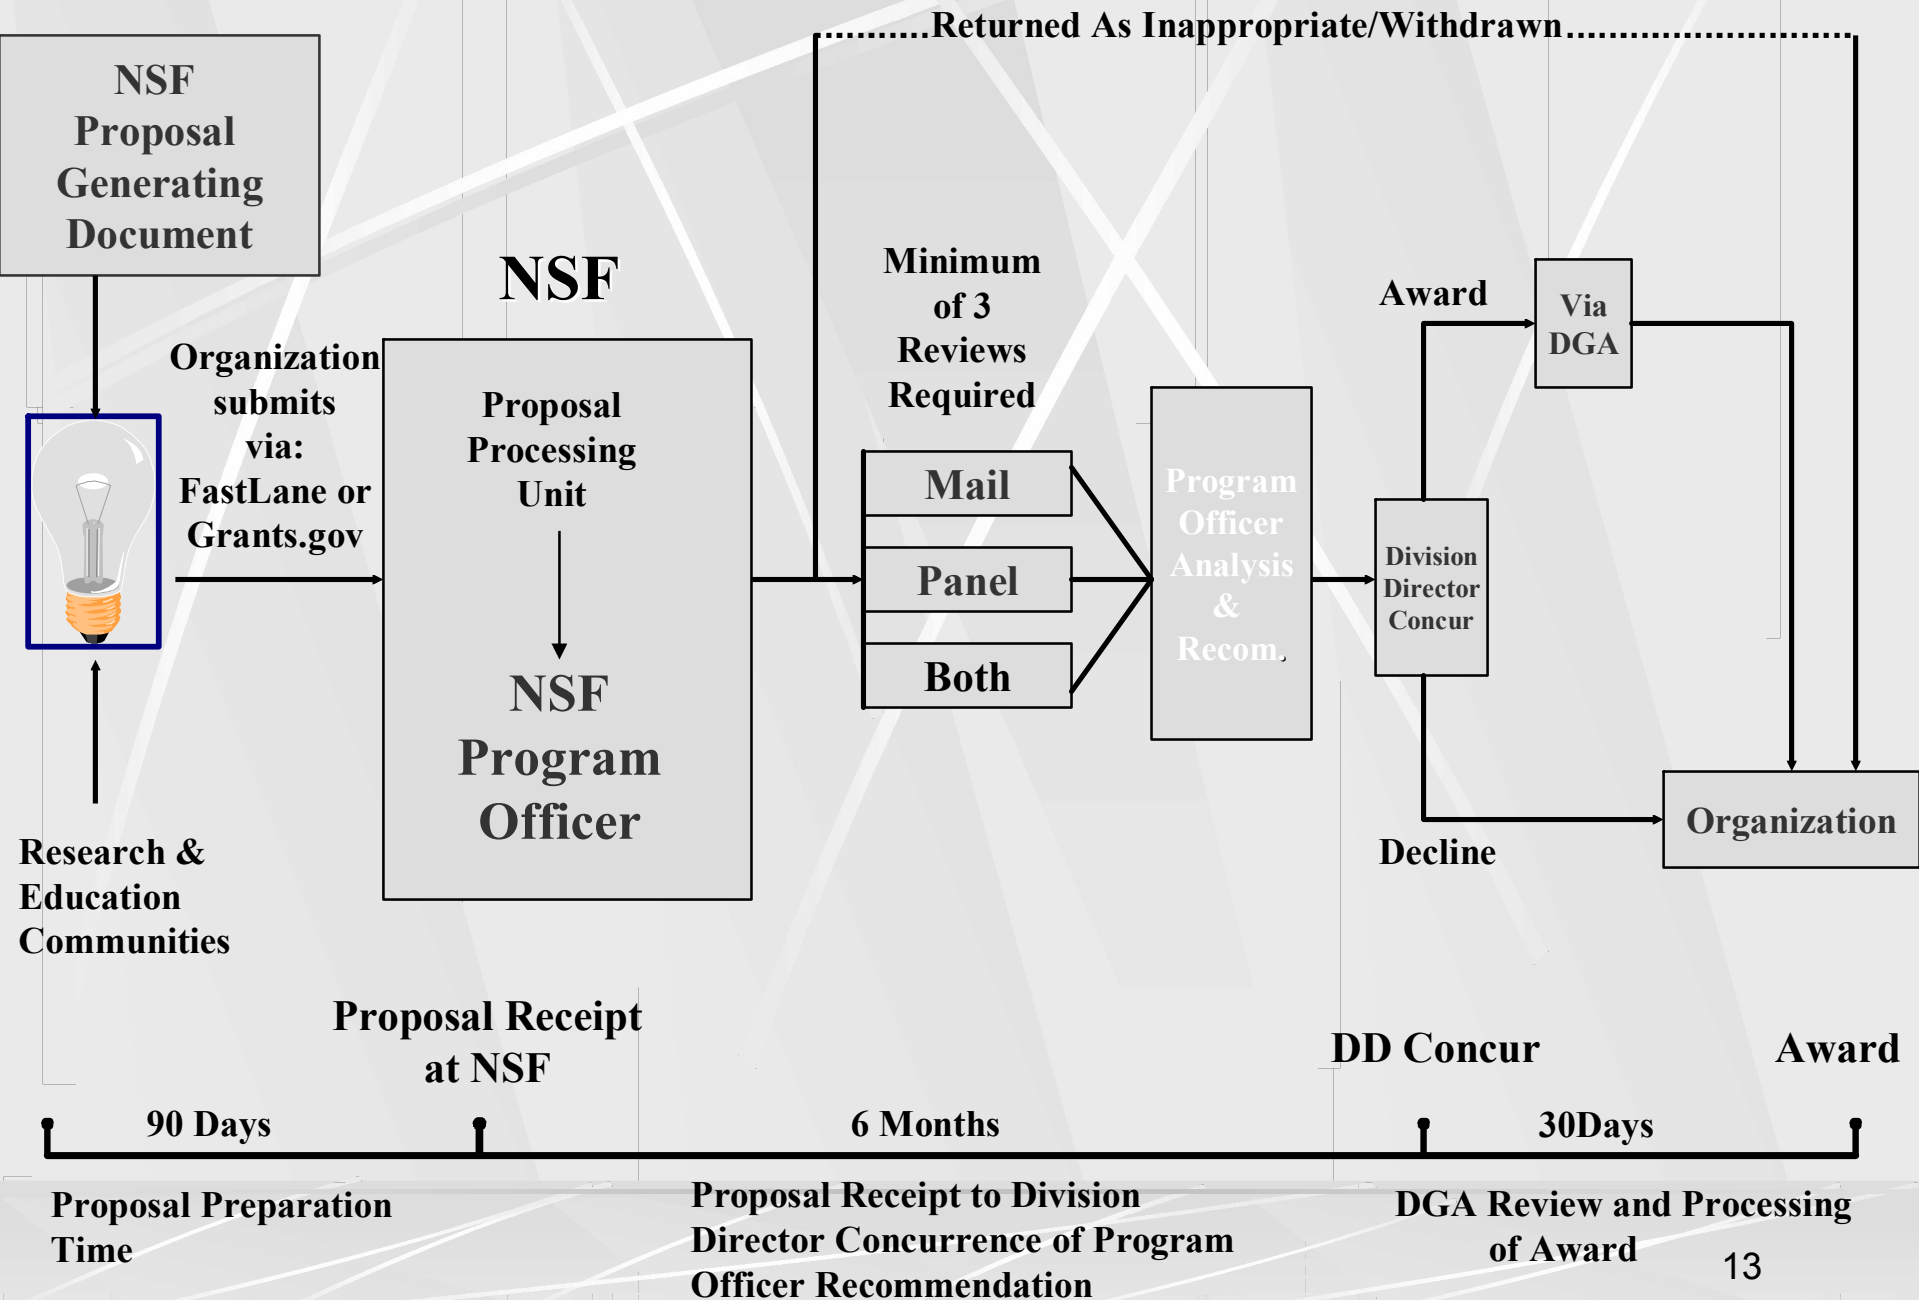 ..........Returned As Inappropriate/Withdrawn...........................
NSF
Proposal
Generating
Document
NSF
Organization
submits
via:
FastLane or
Grants.gov
Proposal
Processing
Unit
NSF
Program
Officer
Minimum
of 3
Reviews
Required
Mail
Panel
Both
Program
Officer
Analysis
&
Recom.
Award
Via
DGA
Division
Director
Concur
Decline
Organization
Research &
Education
Communities
Proposal Receipt
at NSF
DD Concur
Award
90 Days
6 Months
30Days
Proposal Preparation
Time
Proposal Receipt to Division
Director Concurrence of Program
Officer Recommendation
DGA Review and Processing
of Award
13